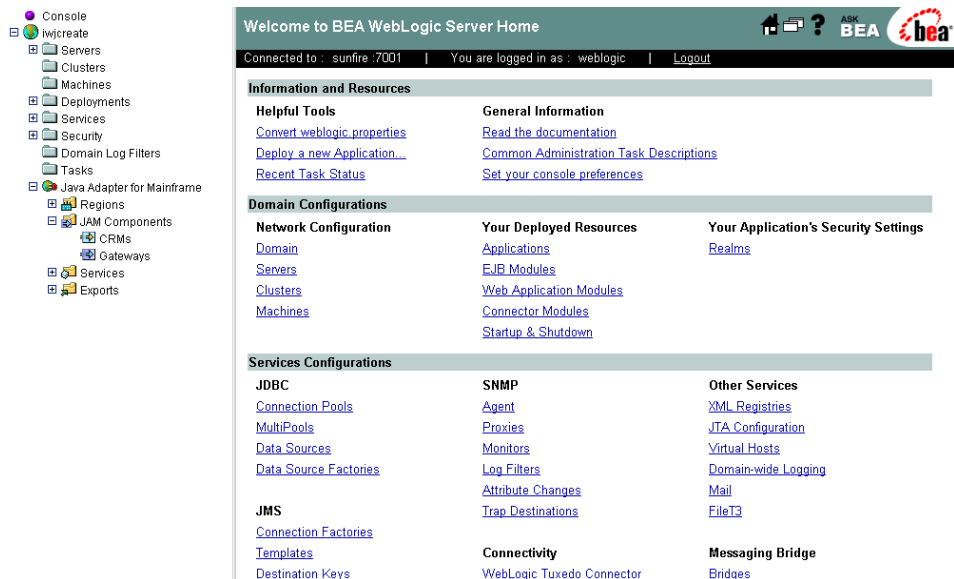 Console
iwjcreate
Servers
Clusters
Machines
Deployments
Services
Security
Domain Log Filters
Tasks
Java Adapter for Mainframe
Regions
JAM Components
CRMs
Gateways
Services
Exports
Welcome to BEA WebLogic Server Home
? ASK BEA bea
Connected to : sunfire :7001 | You are logged in as : weblogic | Logout
Information and Resources
Helpful Tools General Information
Convert weblogic.properties Read the documentation
Deploy a new Application... Common Administration Task Descriptions
Recent Task Status Set your console preferences
Domain Configurations
Network Configuration Your Deployed Resources Your Application's Security Settings
Domain Applications Realms
Servers EJB Modules
Clusters Web Application Modules
Machines Connector Modules
Startup & Shutdown
Services Configurations
JDBC SNMP Other Services
Connection Pools Agent XML Registries
MultiPools Proxies JTA Configuration
Data Sources Monitors Virtual Hosts
Data Source Factories Log Filters Domain-wide Logging
Attribute Changes Mail
JMS Trap Destinations FileT3
Connection Factories
Templates Connectivity Messaging Bridge
Destination Keys WebLogic Tuxedo Connector Bridges